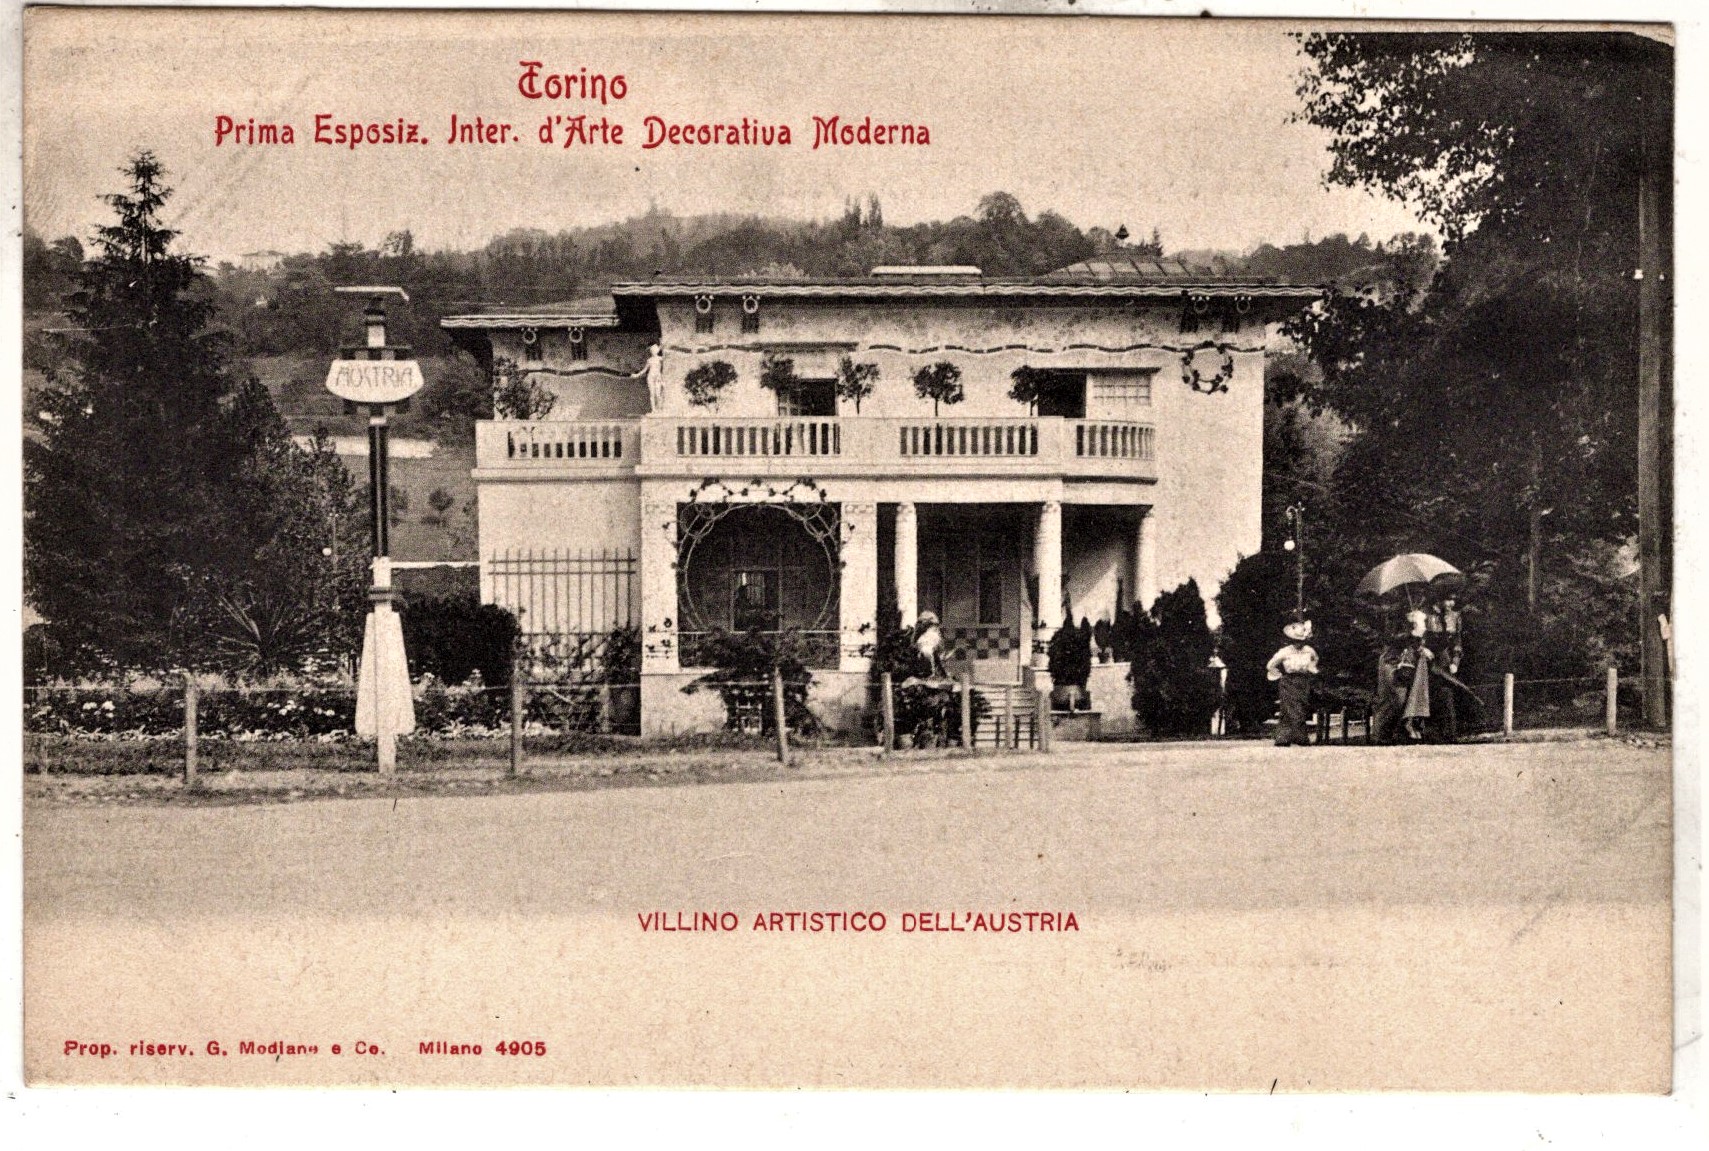 Torino
Prima Esposiz. Inter. d'Arte Decorativa Moderna
AUSTRIA
VILLINO ARTISTICO DELL'AUSTRIA
Prop. riserv. G. Modiano e Co. Milano 4905